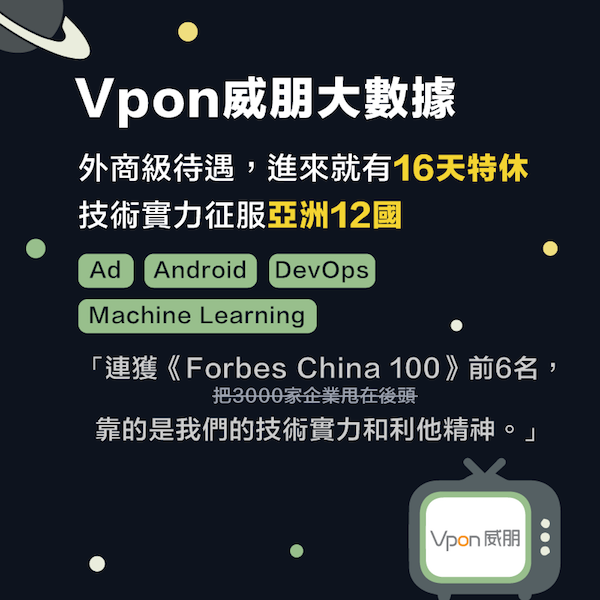 Vpon威朋大數據
外商級待遇，進來就有16天特休
技術實力征服亞洲12國
Ad Android DevOps
Machine Learning
「連獲《Forbes China 100》前6名，
把3000家企業甩在後頭
靠的是我們的技術實力和利他精神。」
Vpon威朋